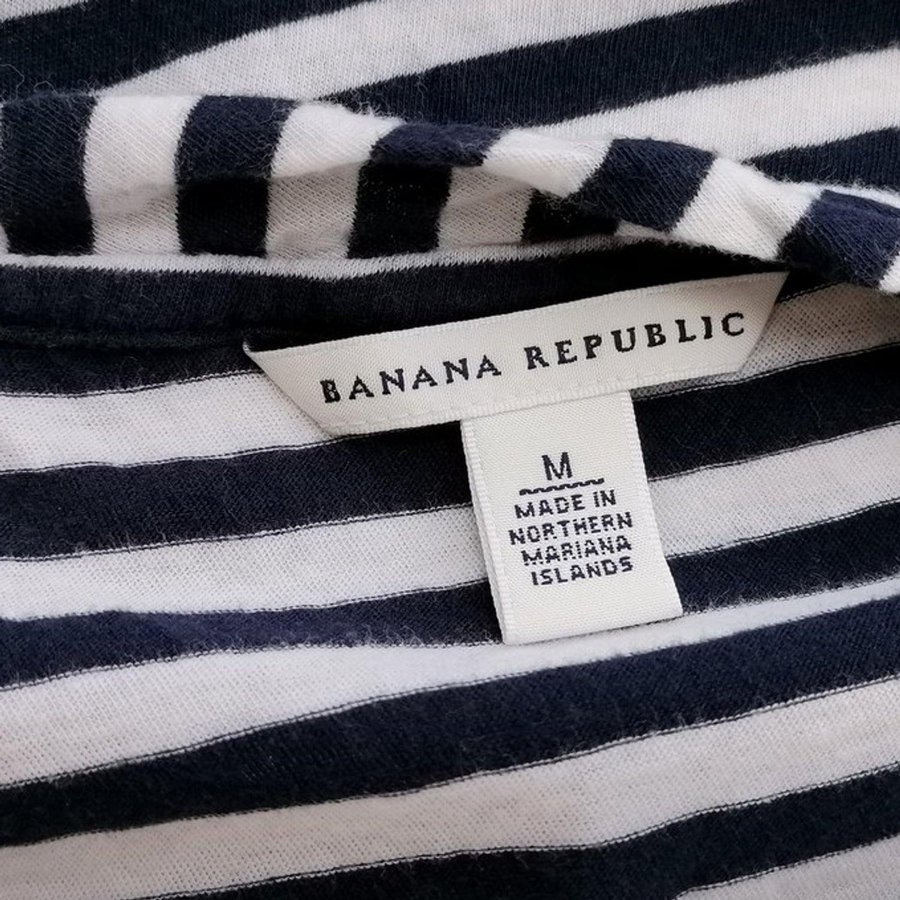 BANANA REPUBLIC
M
MADE IN
NORTHERN
MARIANA
ISLANDS